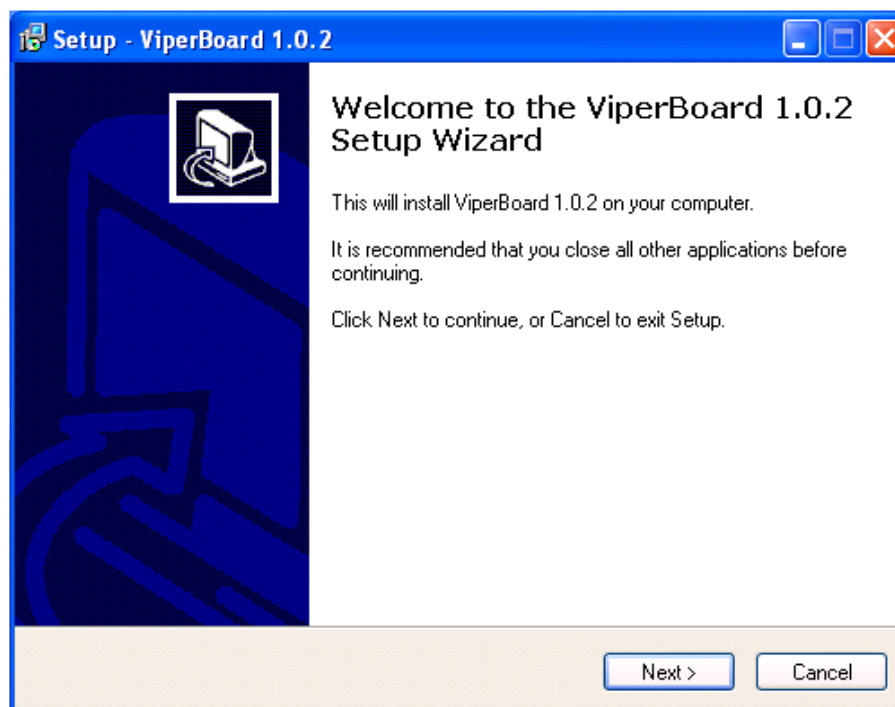 Setup - ViperBoard 1.0.2
Welcome to the ViperBoard 1.0.2
Setup Wizard
This will install ViperBoard 1.0.2 on your computer.
It is recommended that you close all other applications before
continuing.
Click Next to continue, or Cancel to exit Setup.
Next >
Cancel